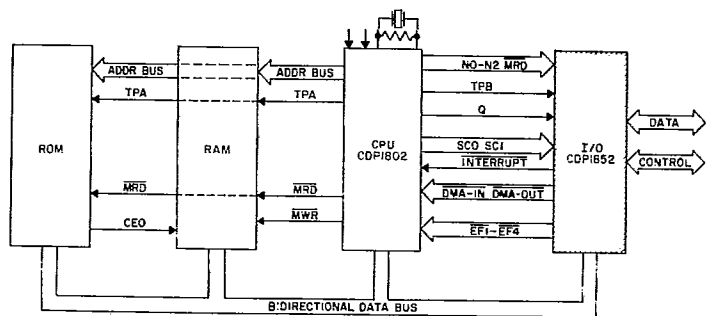 ADDR BUS
ADDR BUS
TPA
TPA
ROM
RAM
MRD
MRD
CEO
MWR
CPU
CDP1802
NO-N2 MRD
TPB
Q
SCO SCI
INTERRUPT
DMA-IN DMA-OUT
EF1-EF4
I/O
CDP1852
DATA
CONTROL
BIDIRECTIONAL DATA BUS